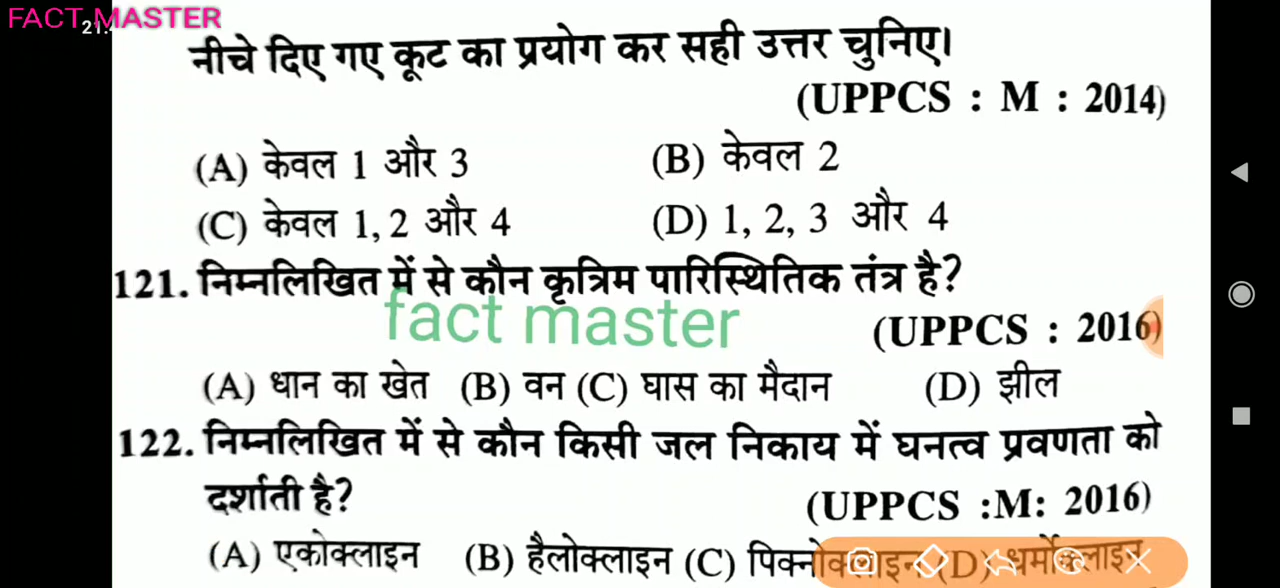 FACT MASTER
21.
नीचे दिए गए कूट का प्रयोग कर सही उत्तर चुनिए।
(UPPCS : M : 2014)
(A) केवल 1 और 3 (B) केवल 2
(C) केवल 1, 2 और 4 (D) 1, 2, 3 और 4
121. निम्नलिखित में से कौन कृत्रिम पारिस्थितिक तंत्र है?
fact master
(UPPCS : 2016)
(A) धान का खेत (B) वन (C) घास का मैदान (D) झील
122. निम्नलिखित में से कौन किसी जल निकाय में घनत्व प्रवणता को
दर्शाती है? (UPPCS :M: 2016)
(A) एकोक्लाइन (B) हैलोक्लाइन (C) पिक्नोक्लाइन (D) थर्मोक्लाइन